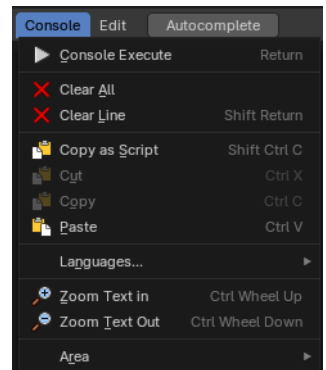 Console Edit Autocomplete
Console Execute Return
Clear All
Clear Line Shift Return
Copy as Script Shift Ctrl C
Cut Ctrl X
Copy Ctrl C
Paste Ctrl V
Languages...
Zoom Text in Ctrl Wheel Up
Zoom Text Out Ctrl Wheel Down
Area